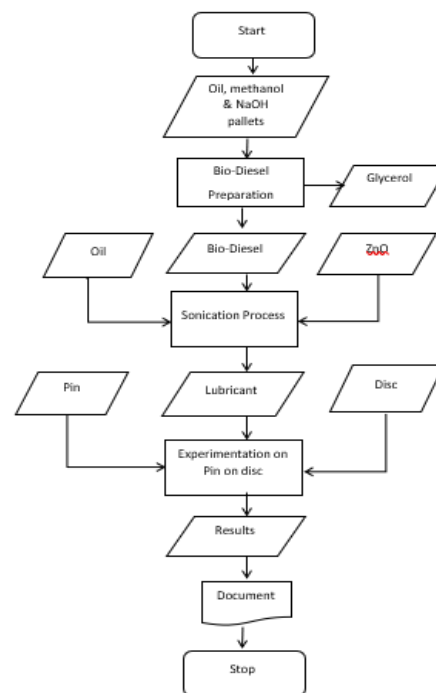 Start
Oil, methanol
& NaOH
pallets
Bio-Diesel
Preparation
Glycerol
Oil
Bio-Diesel
ZnO
Sonication Process
Pin
Lubricant
Disc
Experimentation on
Pin on disc
Results
Document
Stop